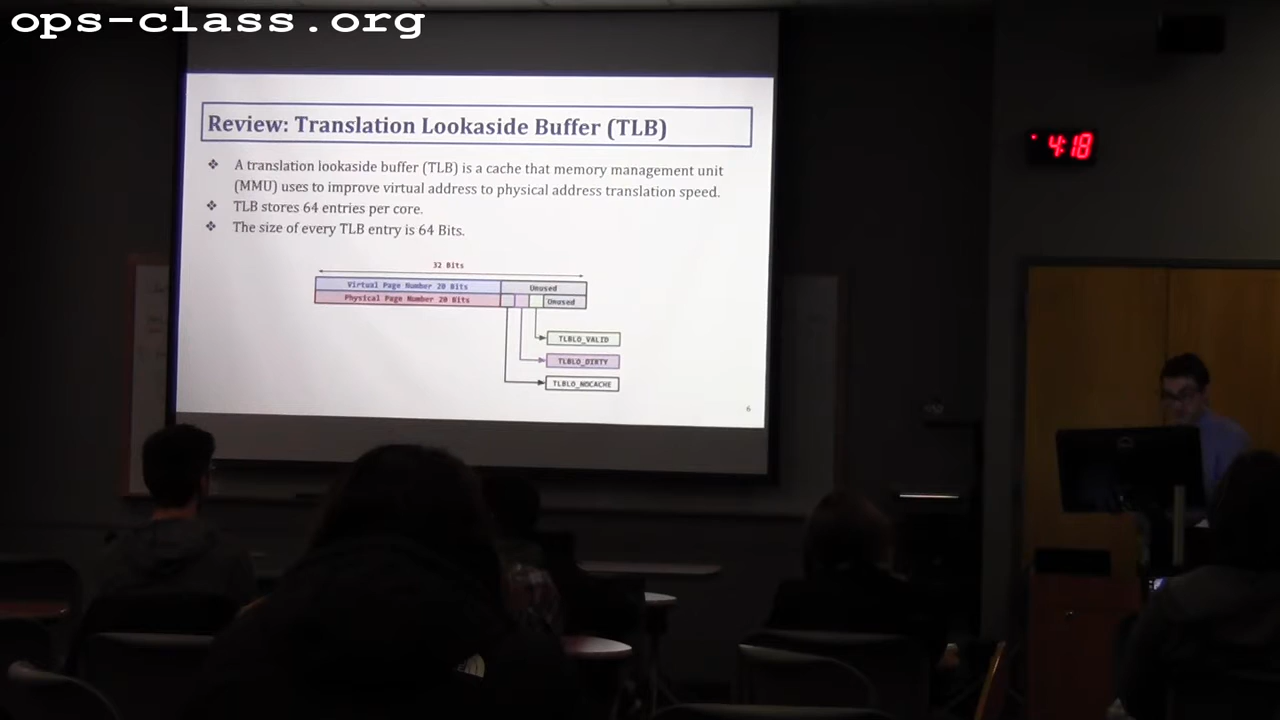 ops-class.org
Review: Translation Lookaside Buffer (TLB)
❖ A translation lookaside buffer (TLB) is a cache that memory management unit
(MMU) uses to improve virtual address to physical address translation speed.
❖ TLB stores 64 entries per core.
❖ The size of every TLB entry is 64 Bits.
32 Bits
Virtual Page Number 20 Bits Unused
Physical Page Number 20 Bits Unused
TLBLO_VALID
TLBLO_DIRTY
TLBLO_NOCACHE
6
4:18